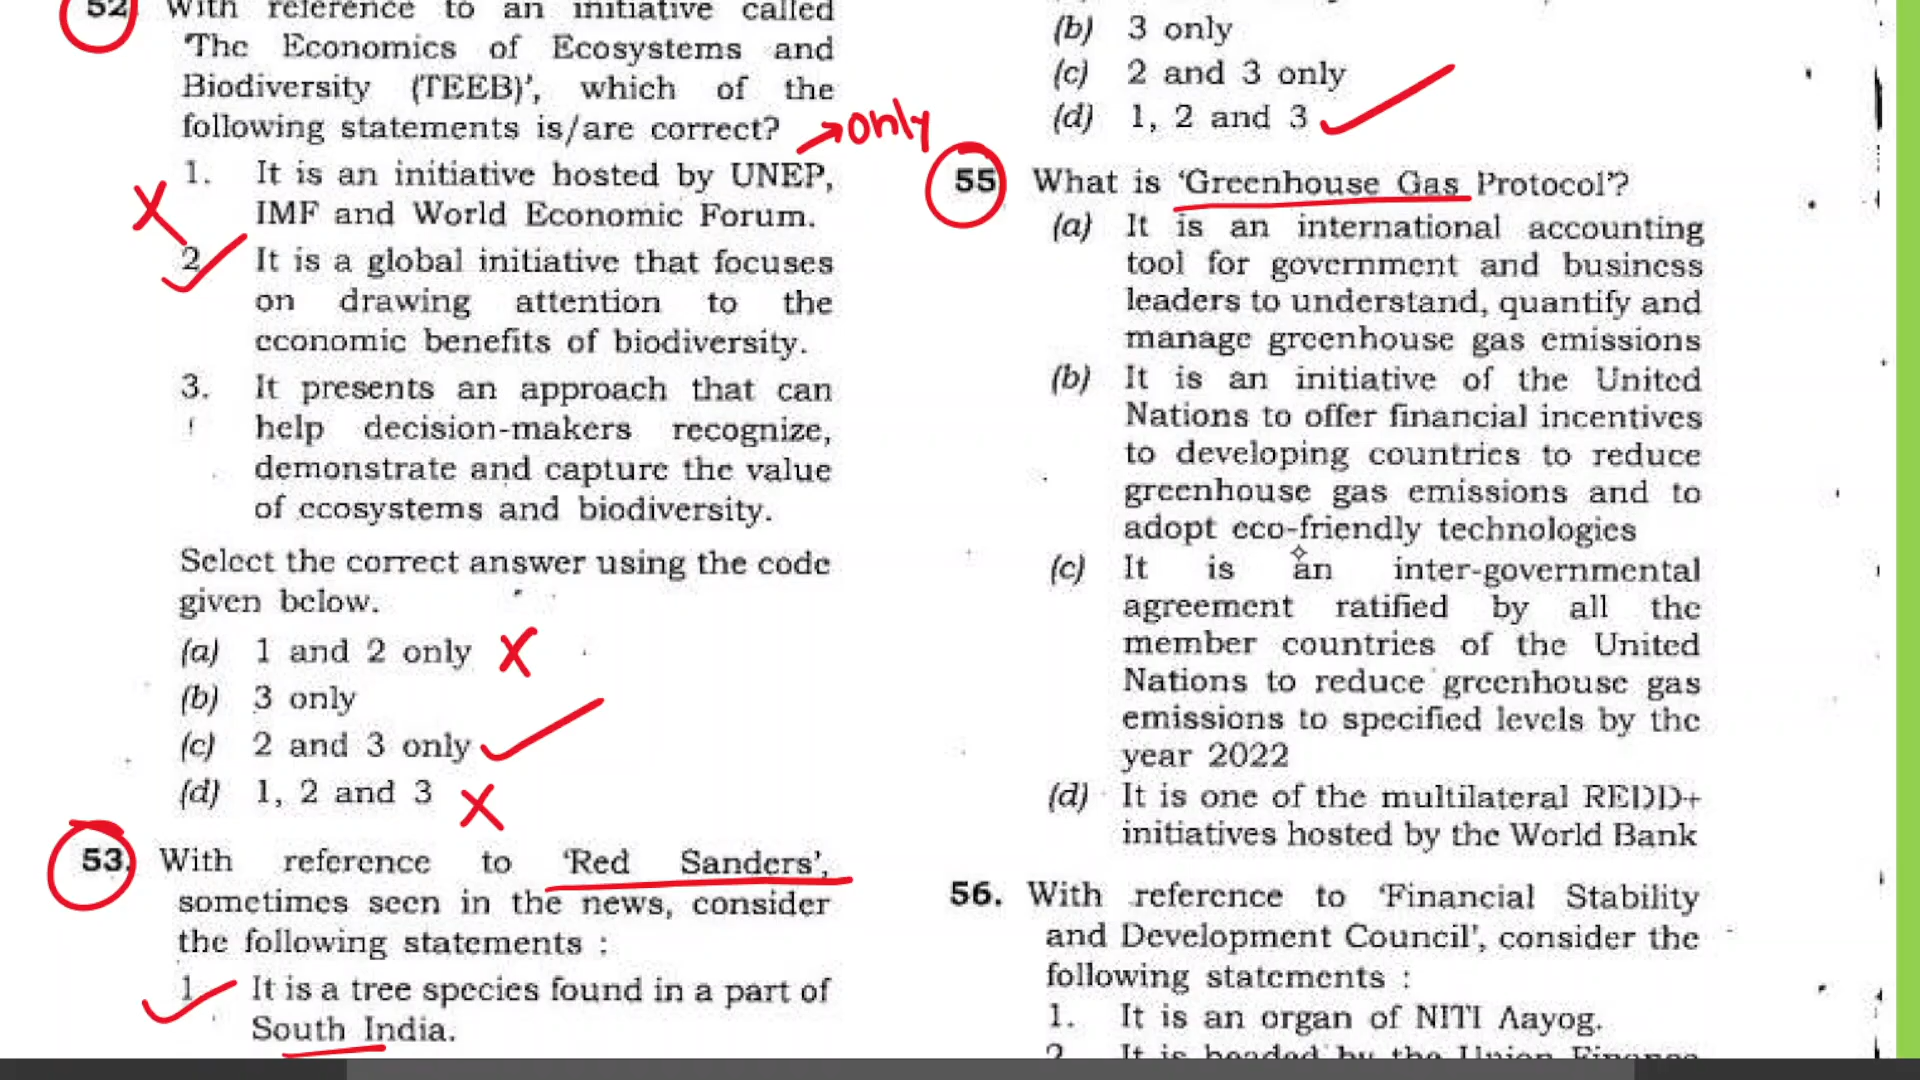 52 With reference to an initiative called
'The Economics of Ecosystems and
Biodiversity (TEEB)', which of the
following statements is/are correct?
→only
1. It is an initiative hosted by UNEP,
IMF and World Economic Forum.
2 It is a global initiative that focuses
on drawing attention to the
economic benefits of biodiversity.
3. It presents an approach that can
help decision-makers recognize,
demonstrate and capture the value
of ecosystems and biodiversity.
Select the correct answer using the code
given below.
(a) 1 and 2 only
(b) 3 only
(c) 2 and 3 only
(d) 1, 2 and 3
53. With reference to 'Red Sanders',
sometimes seen in the news, consider
the following statements :
1. It is a tree species found in a part of
South India.
(b) 3 only
(c) 2 and 3 only
(d) 1, 2 and 3
55 What is 'Greenhouse Gas Protocol'?
(a) It is an international accounting
tool for government and business
leaders to understand, quantify and
manage greenhouse gas emissions
(b) It is an initiative of the United
Nations to offer financial incentives
to developing countries to reduce
greenhouse gas emissions and to
adopt eco-friendly technologies
(c) It is an inter-governmental
agreement ratified by all the
member countries of the United
Nations to reduce greenhouse gas
emissions to specified levels by the
year 2022
(d) It is one of the multilateral REDD+
initiatives hosted by the World Bank
56. With reference to 'Financial Stability
and Development Council', consider the
following statements :
1. It is an organ of NITI Aayog.
2. It is headed by the Union Finance